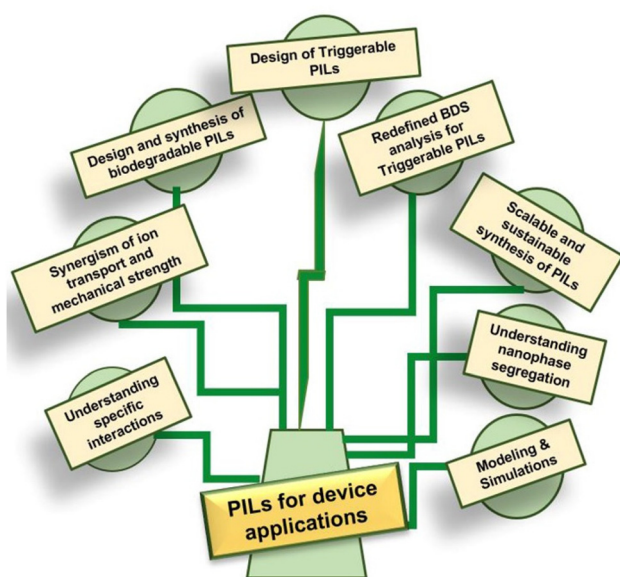 Design of Triggerable
PILs
Design and synthesis of
biodegradable PILs
Redefined BDS
analysis for
Triggerable PILs
Synergism of ion
transport and
mechanical strength
Scalable and
sustainable
synthesis of PILs
Understanding
specific
interactions
Understanding
nanophase
segregation
Modeling &
Simulations
PILs for device
applications